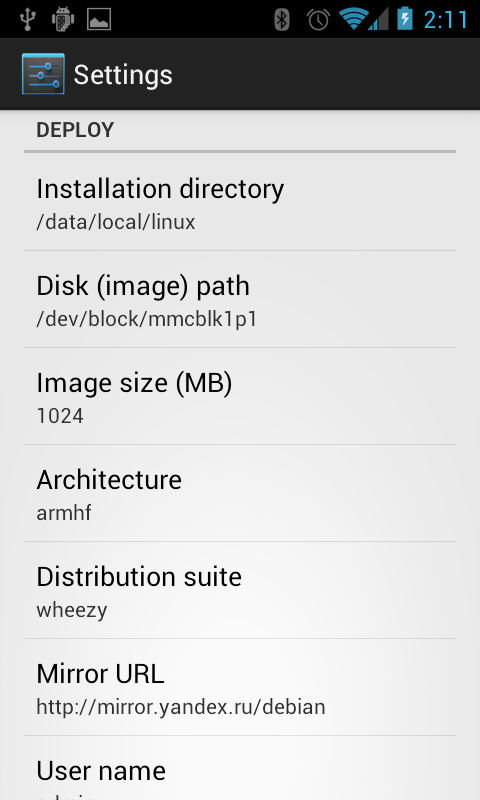 2:11
Settings
DEPLOY
Installation directory
/data/local/linux
Disk (image) path
/dev/block/mmcblk1p1
Image size (MB)
1024
Architecture
armhf
Distribution suite
wheezy
Mirror URL
http://mirror.yandex.ru/debian
User name